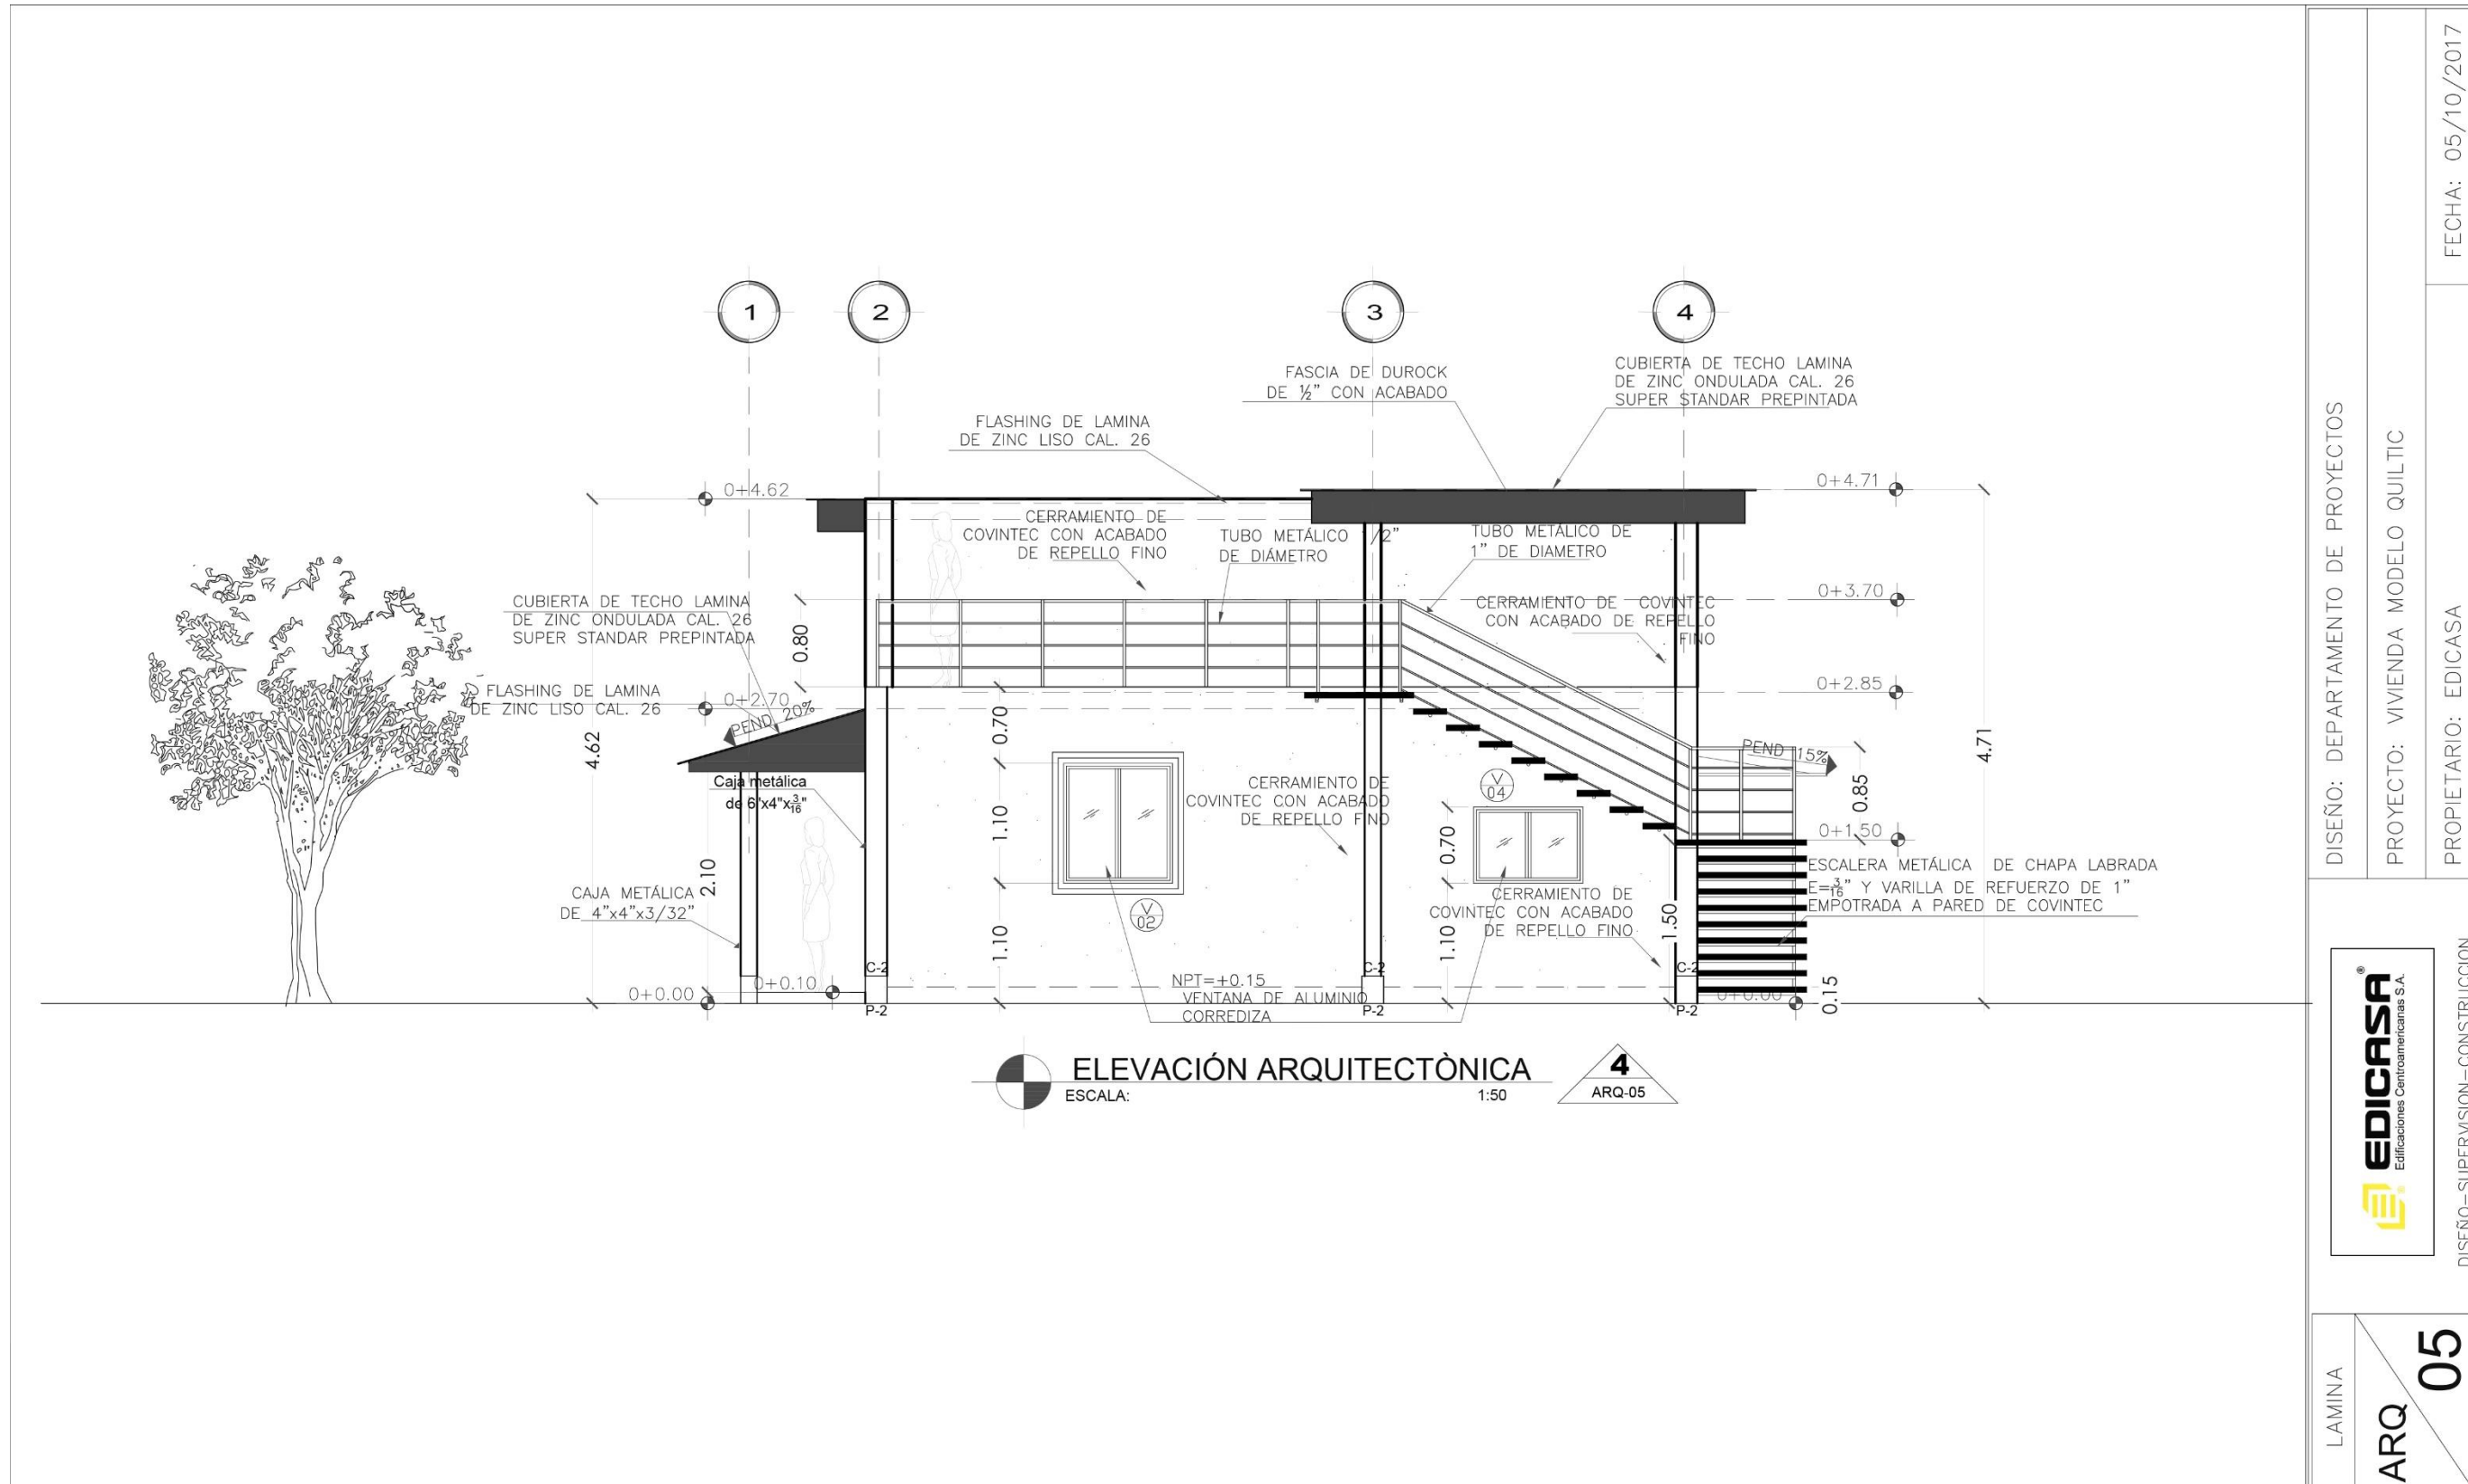 1
2
3
4
FASCIA DE DUROCK
DE ½" CON ACABADO
CUBIERTA DE TECHO LAMINA
DE ZINC ONDULADA CAL. 26
SUPER STANDAR PREPINTADA
FLASHING DE LAMINA
DE ZINC LISO CAL. 26
0+4.62
0+4.71
CERRAMIENTO DE
COVINTEC CON ACABADO
DE REPELLO FINO
TUBO METÁLICO 1/2"
DE DIÁMETRO
TUBO METÁLICO DE
1" DE DIAMETRO
0+3.70
CUBIERTA DE TECHO LAMINA
DE ZINC ONDULADA CAL. 26
SUPER STANDAR PREPINTADA
0.80
CERRAMIENTO DE COVINTEC
CON ACABADO DE REPELLO
FINO
FLASHING DE LAMINA
DE ZINC LISO CAL. 26
0+2.70
PEND. 20%
0+2.85
4.62
0.70
4.71
PEND 15%
0.85
Caja metálica
de 6"x4"x3/16"
1.10
CERRAMIENTO DE
COVINTEC CON ACABADO
DE REPELLO FINO
V
04
0.70
0+1.50
2.10
CAJA METÁLICA
DE 4"x4"x3/32"
V
02
1.10
CERRAMIENTO DE
COVINTEC CON ACABADO
DE REPELLO FINO
1.10
1.50
ESCALERA METÁLICA DE CHAPA LABRADA
E=3/16" Y VARILLA DE REFUERZO DE 1"
EMPOTRADA A PARED DE COVINTEC
C-2
C-2
C-2
0+0.00
0+0.10
NPT=+0.15
VENTANA DE ALUMINIO
CORREDIZA
0+0.00
0.15
P-2
P-2
P-2
ELEVACIÓN ARQUITECTÒNICA
ESCALA: 1:50
4
ARQ-05
DISEÑO: DEPARTAMENTO DE PROYECTOS
PROYECTO: VIVIENDA MODELO QUILTIC
PROPIETARIO: EDICASA
FECHA: 05/10/2017
EDICASA®
Edificaciones Centroamericanas S.A.
DISEÑO-SUPERVISION-CONSTRUCCION
LAMINA
ARQ
05